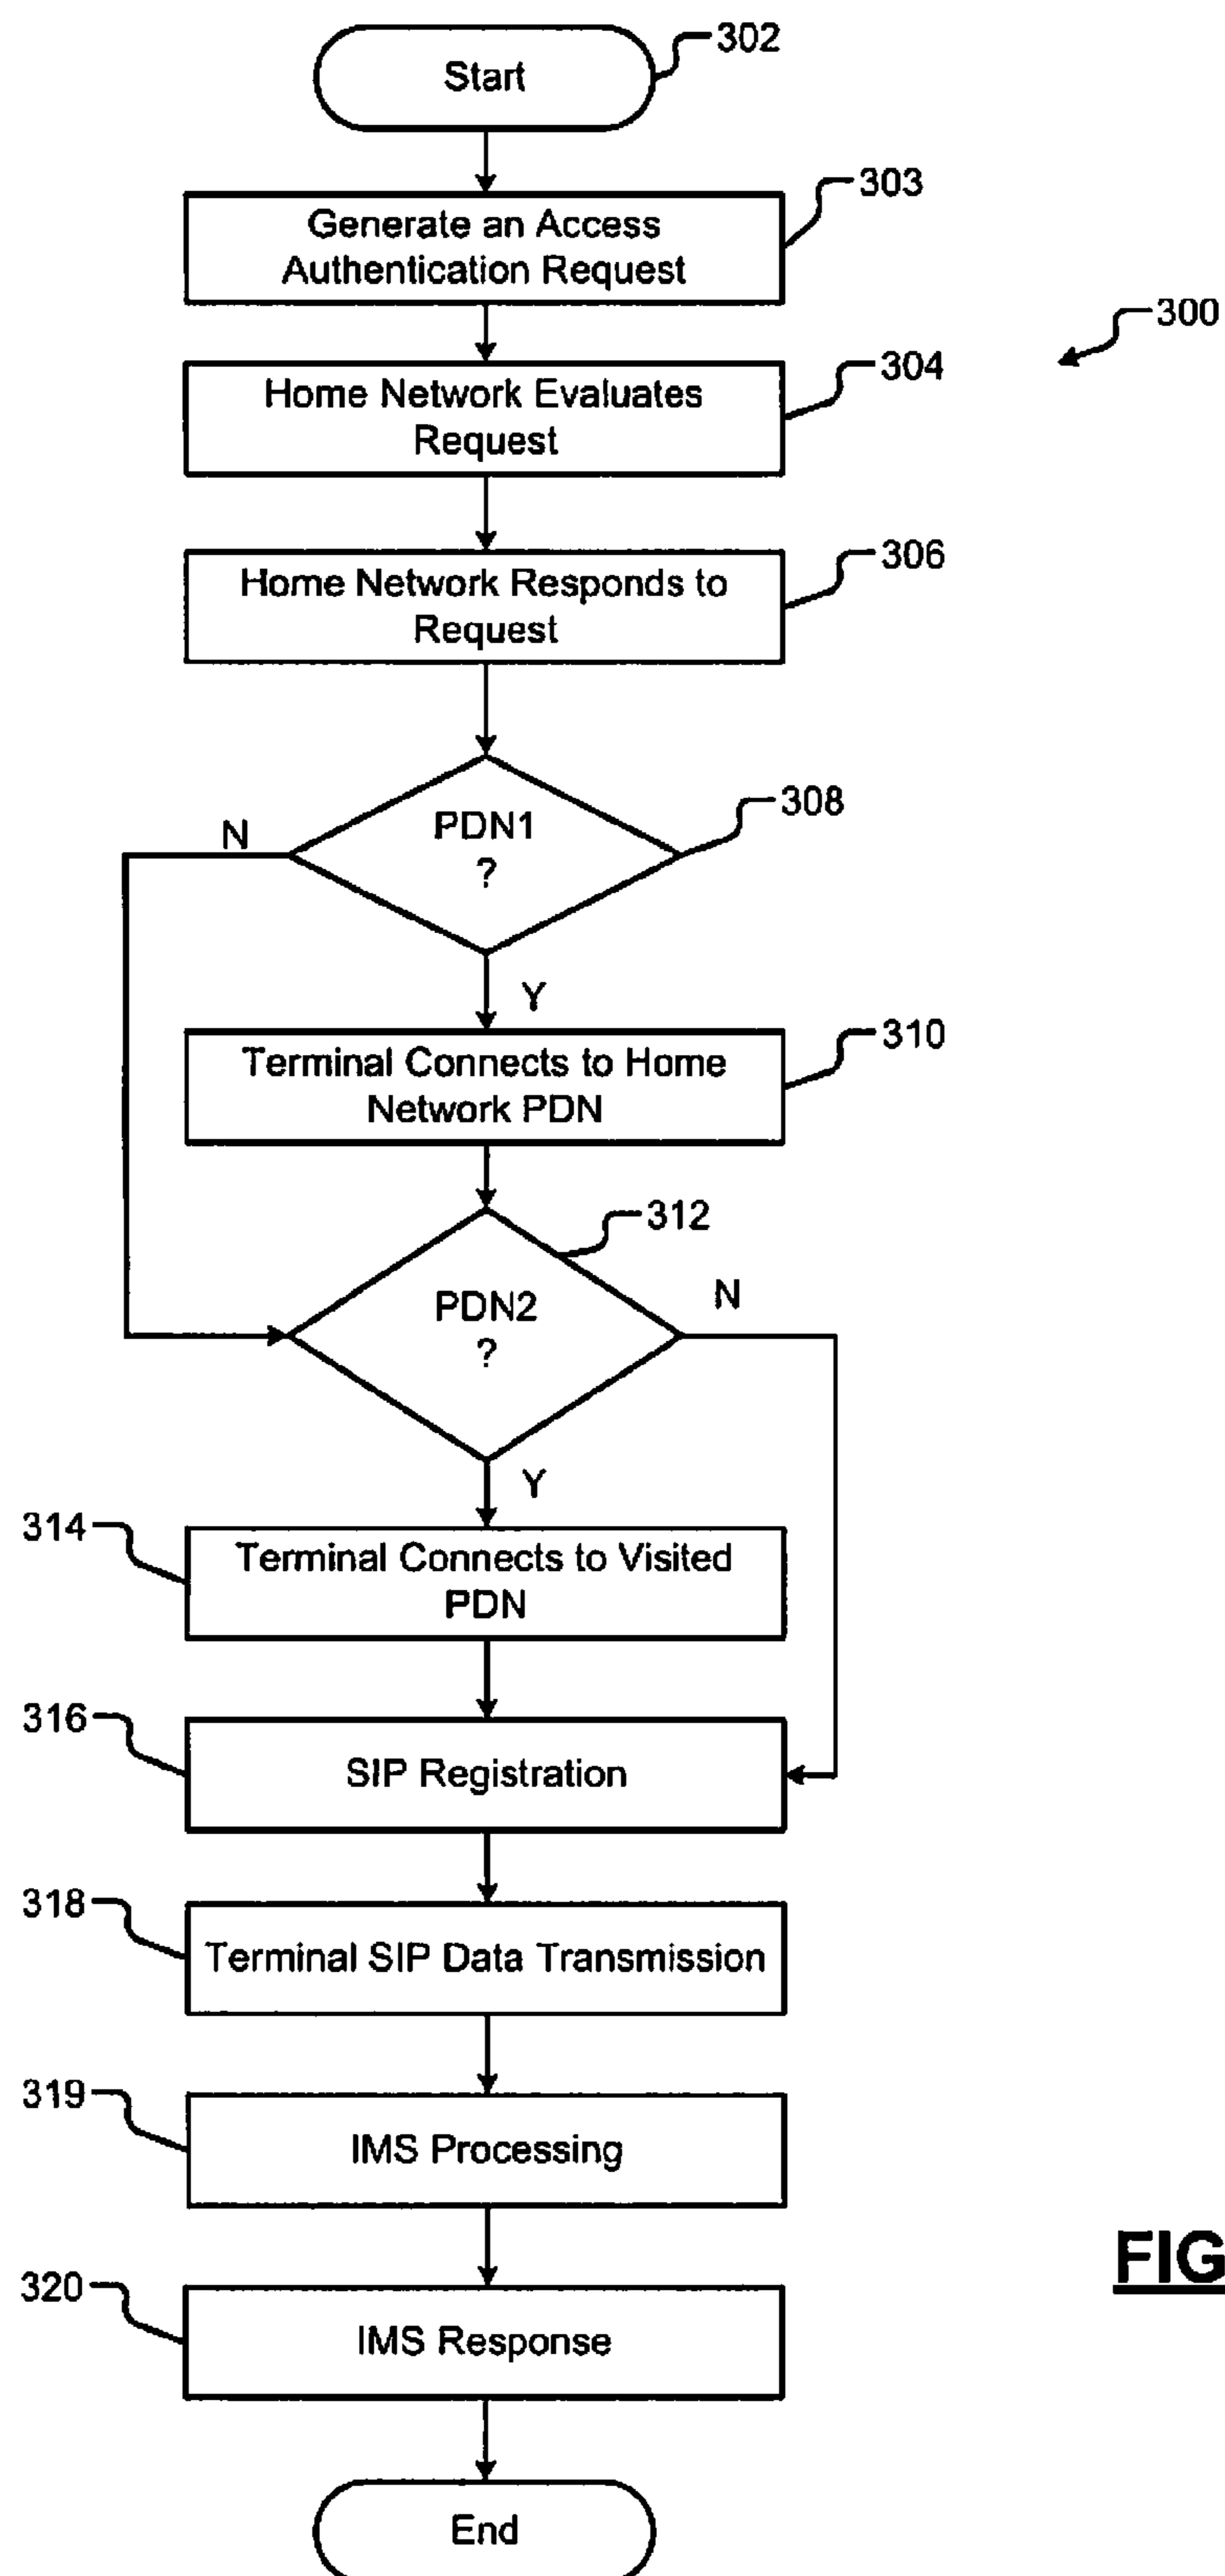 Start
302
303
Generate an Access
Authentication Request
300
304
Home Network Evaluates
Request
306
Home Network Responds to
Request
308
N
PDN1
?
Y
310
Terminal Connects to Home
Network PDN
312
N
PDN2
?
Y
314
Terminal Connects to Visited
PDN
316
SIP Registration
318
Terminal SIP Data Transmission
319
IMS Processing
FIG
320
IMS Response
End